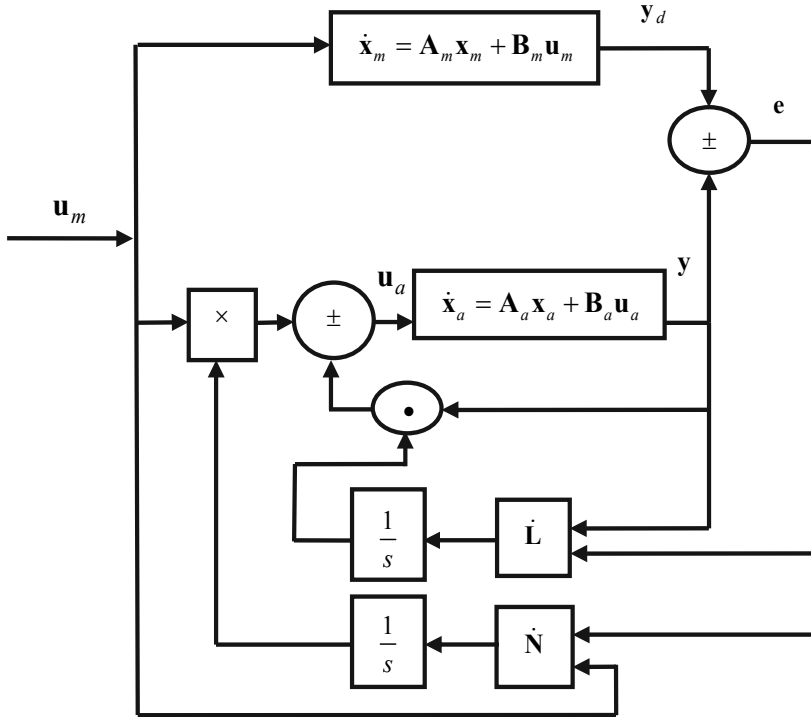 y_d
ẋ_m = A_m x_m + B_m u_m
e
±
u_m
u_a
y
×
±
ẋ_a = A_a x_a + B_a u_a
•
1/s
L̇
1/s
Ṅ